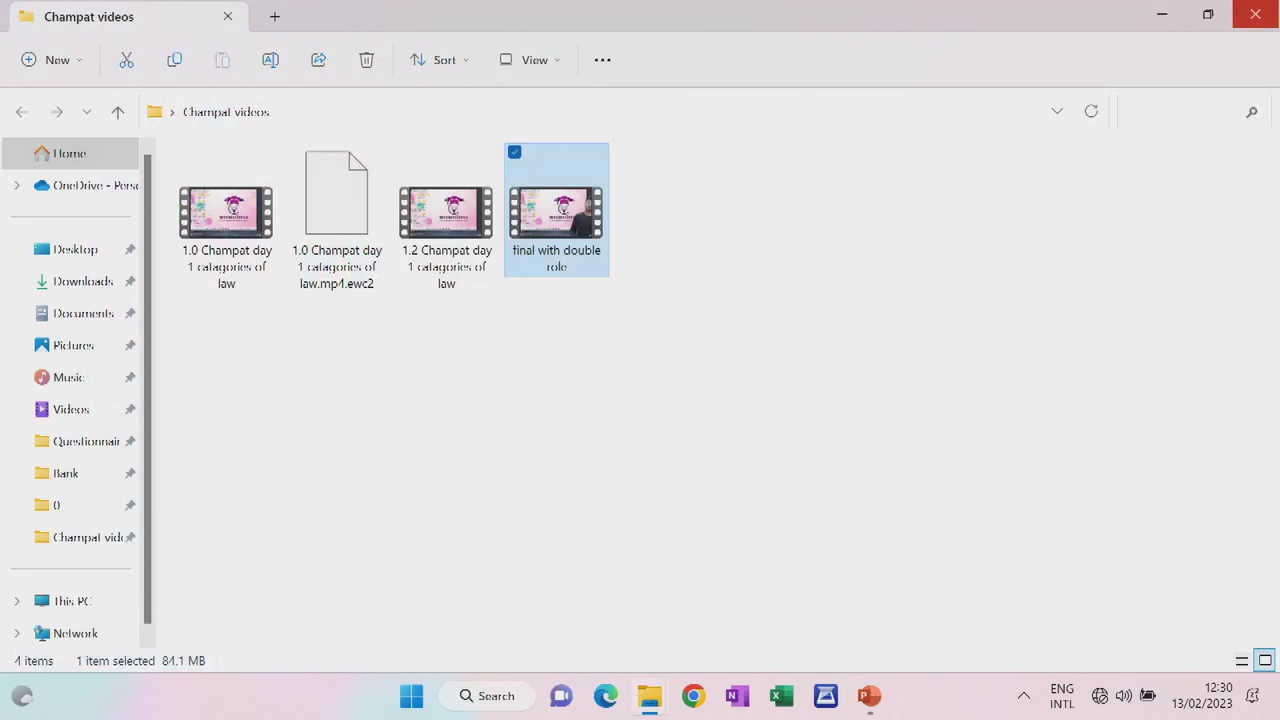 Champat videos
New
Sort
View
Champat videos
Home
OneDrive - Pers
Desktop
Downloads
Documents
Pictures
Music
Videos
Questionnair
Bank
0
Champat vide
This PC
Network
1.0 Champat day
1 catagories of
law
1.0 Champat day
1 catagories of
law.mp4.ewc2
1.2 Champat day
1 catagories of
law
final with double
role
4 items
1 item selected
84.1 MB
Search
ENG
INTL
12:30
13/02/2023